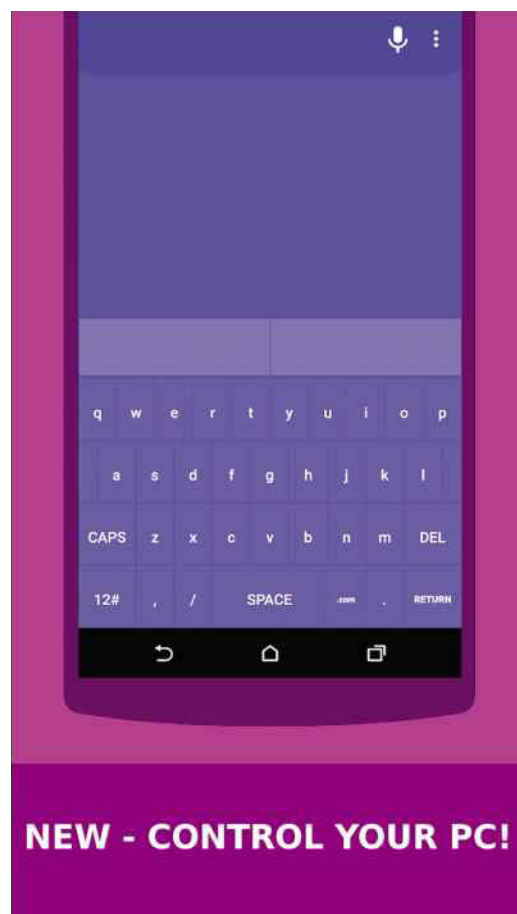 q w e r t y u i o p
a s d f g h j k l
CAPS z x c v b n m DEL
12# , / SPACE .com . RETURN
NEW - CONTROL YOUR PC!